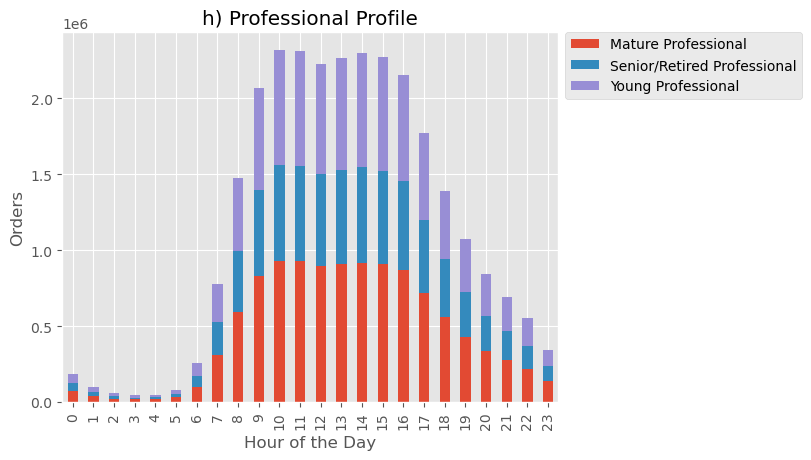 h) Professional Profile
1e6
Mature Professional
Senior/Retired Professional
Young Professional
2.0
1.5
1.0
0.5
0.0
Orders
0 1 2 3 4 5 6 7 8 9 10 11 12 13 14 15 16 17 18 19 20 21 22 23
Hour of the Day